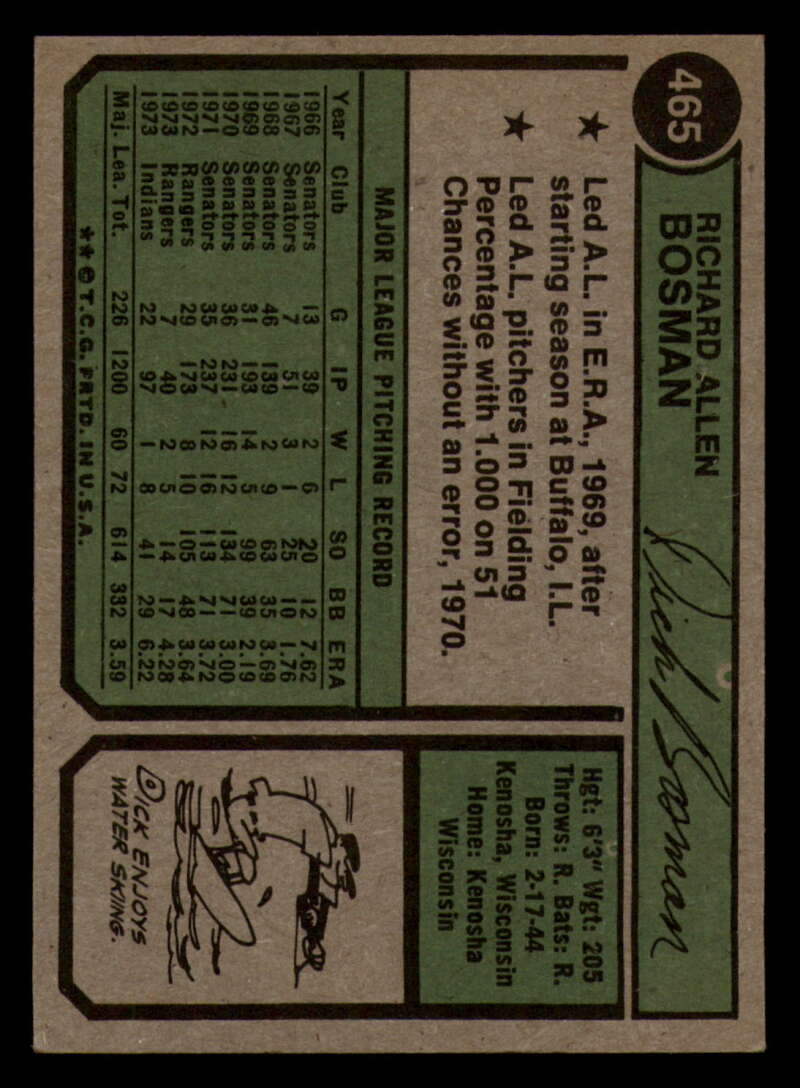 465
RICHARD ALLEN
BOSMAN
Dick Bosman
★ Led A.L. in E.R.A., 1969, after
starting season at Buffalo, I.L.
★ Led A.L. pitchers in Fielding
Percentage with 1.000 on 51
Chances without an error, 1970.
Hgt: 6'3" Wgt: 205
Throws: R. Bats: R.
Born: 2-17-44
Kenosha, Wisconsin
Home: Kenosha
Wisconsin
MAJOR LEAGUE PITCHING RECORD
Year Club G IP W L SO BB ERA
1966 Senators 13 39 2 6 20 12 7.62
1967 Senators 7 51 3 1 25 10 1.76
1968 Senators 46 139 2 9 63 35 3.69
1969 Senators 31 193 14 5 99 39 2.19
1970 Senators 36 231 16 12 134 71 3.00
1971 Senators 35 237 12 16 113 71 3.72
1972 Rangers 29 173 8 10 105 48 3.64
1973 Rangers 7 40 2 5 14 17 4.28
1973 Indians 22 97 1 8 41 29 6.22
Maj. Lea. Tot. 226 1200 60 72 614 332 3.59
★★©T.C.G. PRTD. IN U.S.A.
DICK ENJOYS
WATER SKIING.